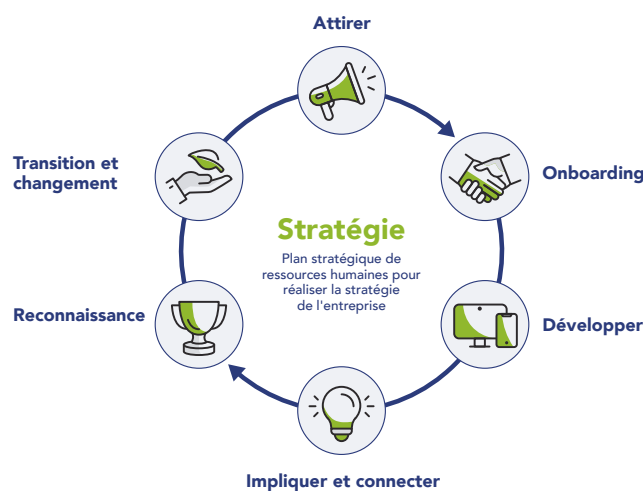 Attirer
Onboarding
Développer
Impliquer et connecter
Reconnaissance
Transition et
changement
Stratégie
Plan stratégique de
ressources humaines pour
réaliser la stratégie
de l'entreprise